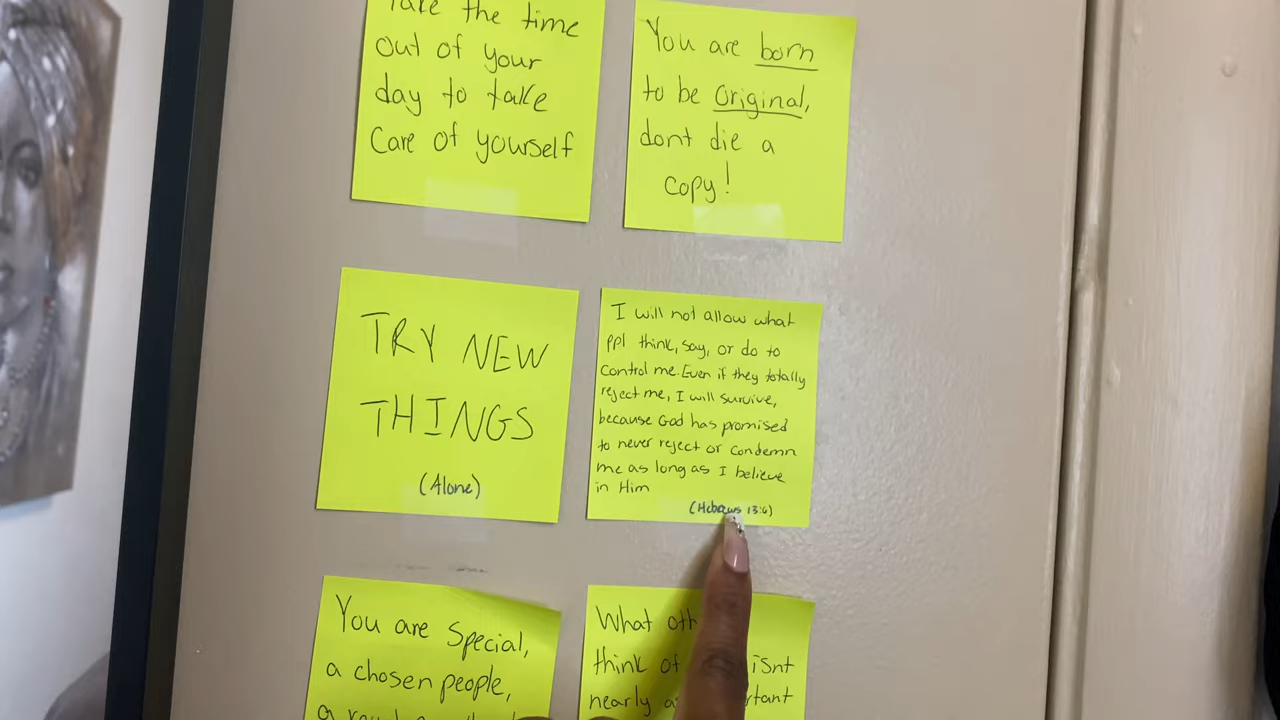 Take the time
out of your
day to take
Care of yourself
You are born
to be Original,
dont die a
copy!
TRY NEW
THINGS
(Alone)
I will not allow what
ppl think, say, or do to
control me. Even if they totally
reject me, I will survive,
because God has promised
to never reject or condemn
me as long as I believe
in Him
(Hebrews 13:6)
You are Special,
a chosen people,
a
What
think of isnt
nearly